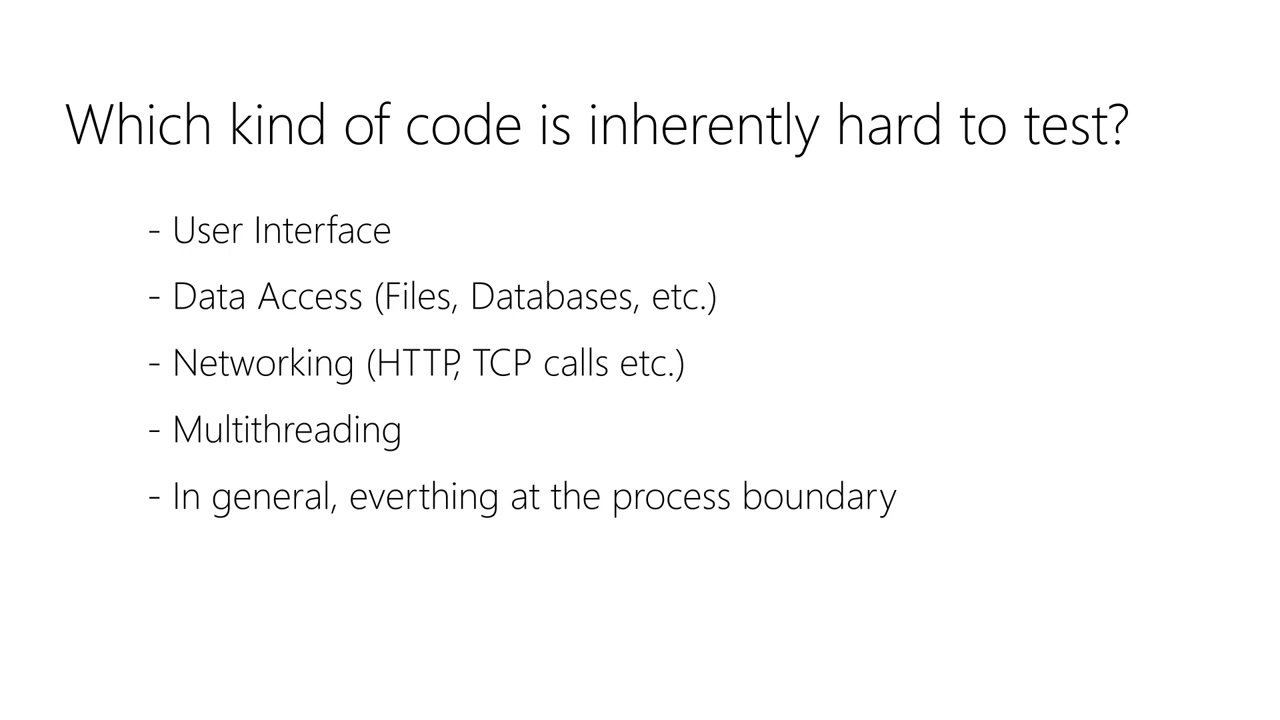 Which kind of code is inherently hard to test?
- User Interface
- Data Access (Files, Databases, etc.)
- Networking (HTTP, TCP calls etc.)
- Multithreading
- In general, everthing at the process boundary